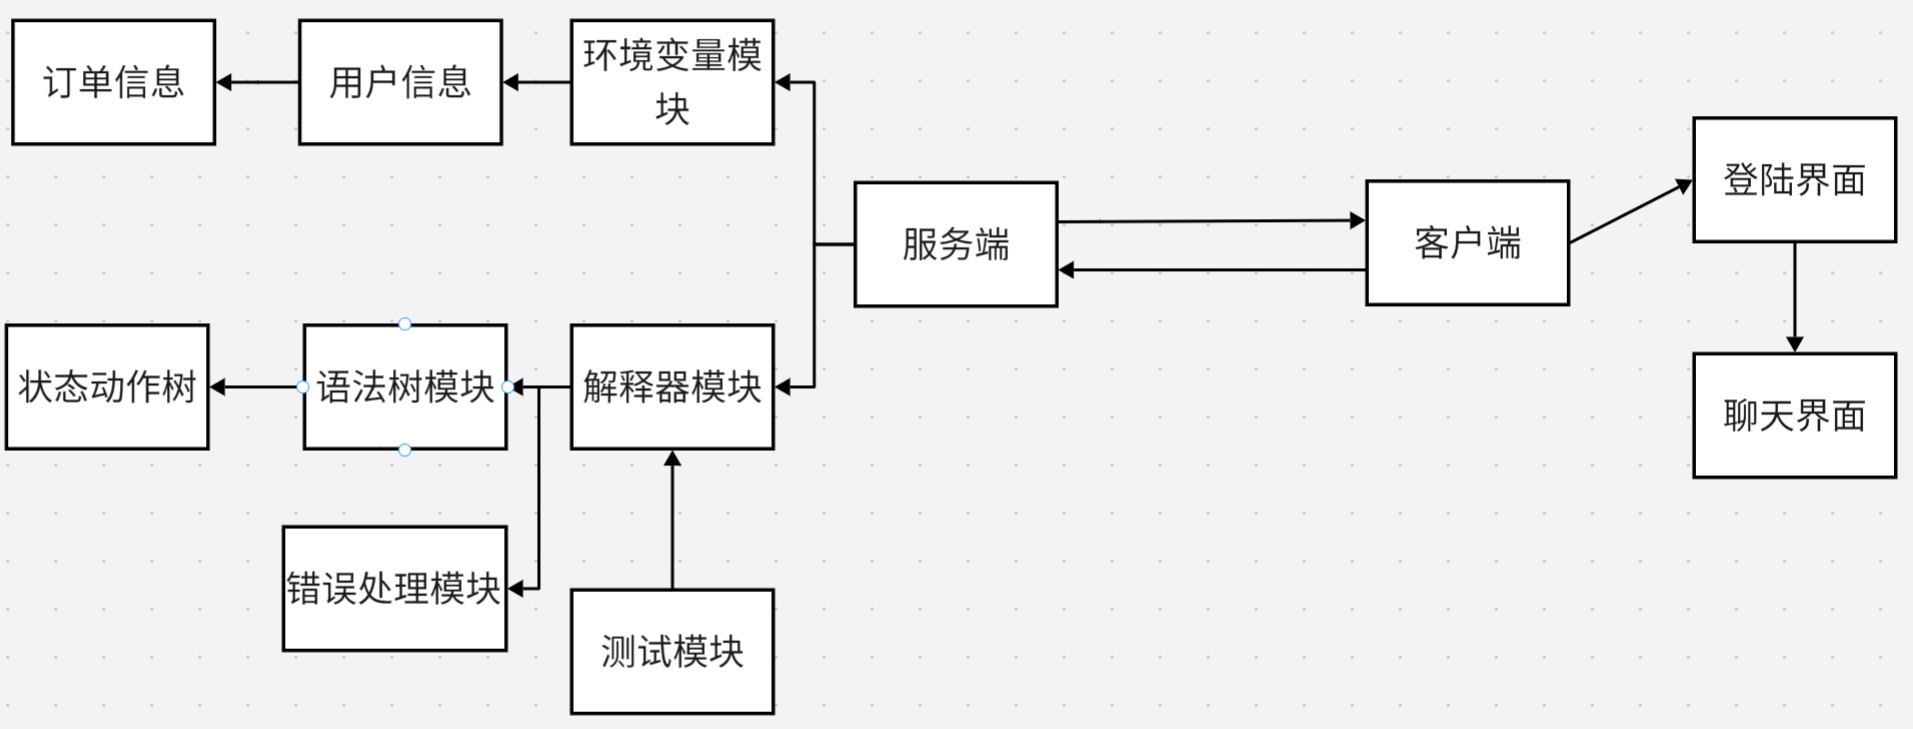 订单信息
用户信息
环境变量模
块
服务端
客户端
登陆界面
状态动作树
语法树模块
解释器模块
聊天界面
错误处理模块
测试模块